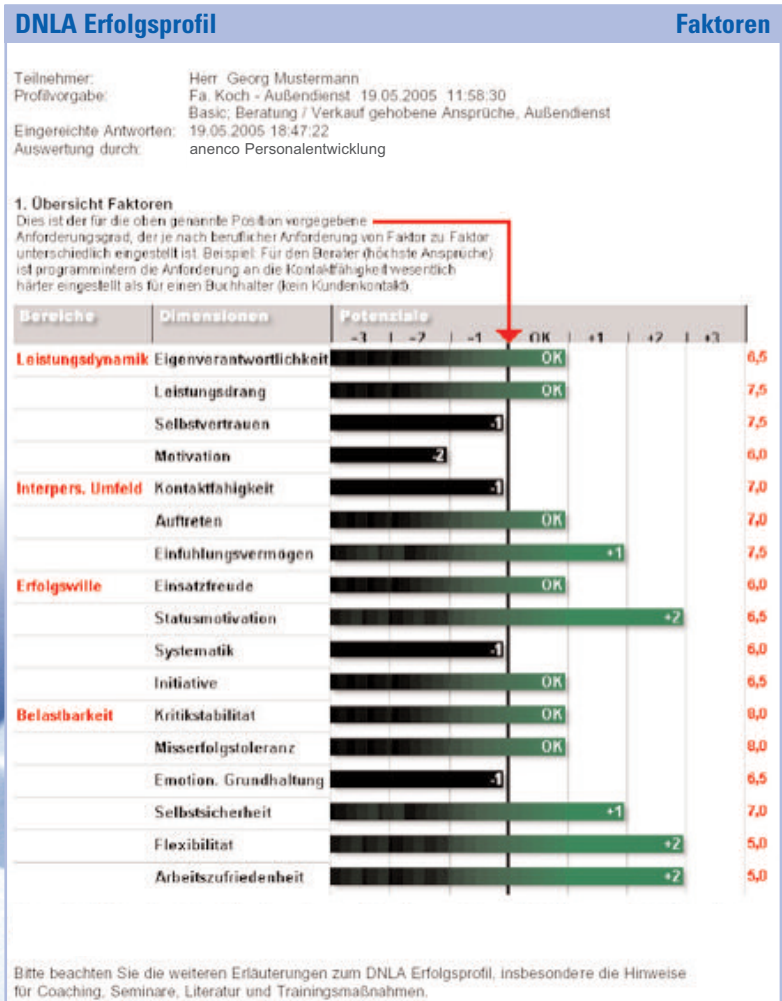 DNLA Erfolgsprofil Faktoren
Teilnehmer: Herr Georg Mustermann
Profilvorgabe: Fa. Koch - Außendienst 19.05.2005 11:58:30
Basic; Beratung / Verkauf gehobene Ansprüche, Außendienst
Eingereichte Antworten: 19.05.2005 18:47:22
Auswertung durch: anenco Personalentwicklung
1. Übersicht Faktoren
Dies ist der für die oben genannte Position vorgegebene
Anforderungsgrad, der je nach beruflicher Anforderung von Faktor zu Faktor
unterschiedlich eingestellt ist. Beispiel: Für den Berater (höchste Ansprüche)
ist programmintern die Anforderung an die Kontaktfähigkeit wesentlich
härter eingestellt als für einen Buchhalter (kein Kundenkontakt).
Bereiche Dimensionen Potenziale
-3 | -2 | -1 | OK | +1 | +2 | +3
Leistungsdynamik Eigenverantwortlichkeit OK 6,5
Leistungsdrang OK 7,5
Selbstvertrauen -1 7,5
Motivation -2 6,0
Interpers. Umfeld Kontaktfahigkeit -1 7,0
Auftreten OK 7,0
Einfuhlungsvermogen +1 7,5
Erfolgswille Einsatzfreude OK 6,0
Statusmotivation +2 6,5
Systematik -1 6,0
Initiative OK 6,5
Belastbarkeit Kritikstabilitat OK 8,0
Misserfolgstoleranz OK 8,0
Emotion. Grundhaltung -1 6,5
Selbstsicherheit +1 7,0
Flexibilitat +2 5,0
Arbeitszufriedenheit +2 5,0
Bitte beachten Sie die weiteren Erläuterungen zum DNLA Erfolgsprofil, insbesondere die Hinweise
für Coaching, Seminare, Literatur und Trainingsmaßnahmen.